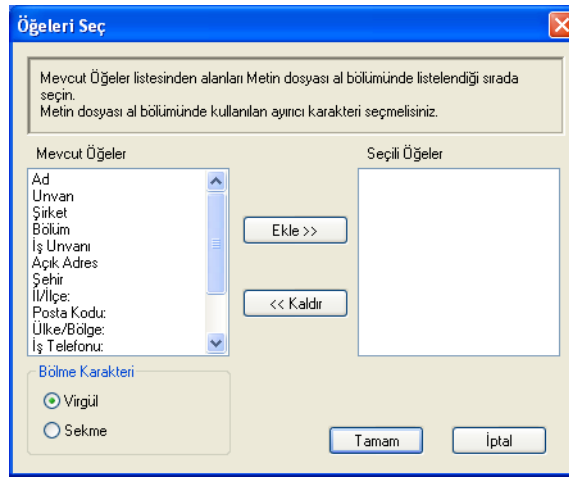 Öğeleri Seç
Mevcut Öğeler listesinden alanları Metin dosyası al bölümünde listelendiği sırada
seçin.
Metin dosyası al bölümünde kullanılan ayırıcı karakteri seçmelisiniz.
Mevcut Öğeler
Seçili Öğeler
Ad
Unvan
Şirket
Bölüm
İş Unvanı
Açık Adres
Şehir
İl/İlçe:
Posta Kodu:
Ülke/Bölge:
İş Telefonu:
Ekle >>
<< Kaldır
Bölme Karakteri
Virgül
Sekme
Tamam
İptal